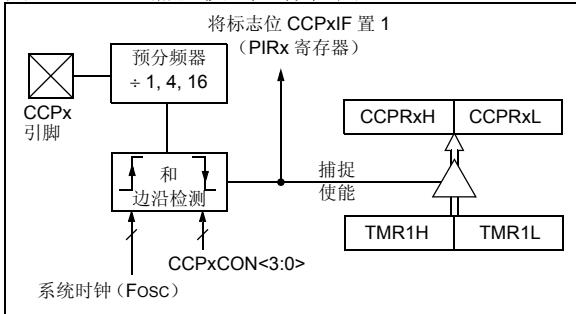 将标志位 CCPxIF 置 1
（PIRx 寄存器）
预分频器
÷ 1, 4, 16
CCPx
引脚
CCPRxH
CCPRxL
和
边沿检测
捕捉
使能
TMR1H
TMR1L
CCPxCON<3:0>
系统时钟（FOSC）